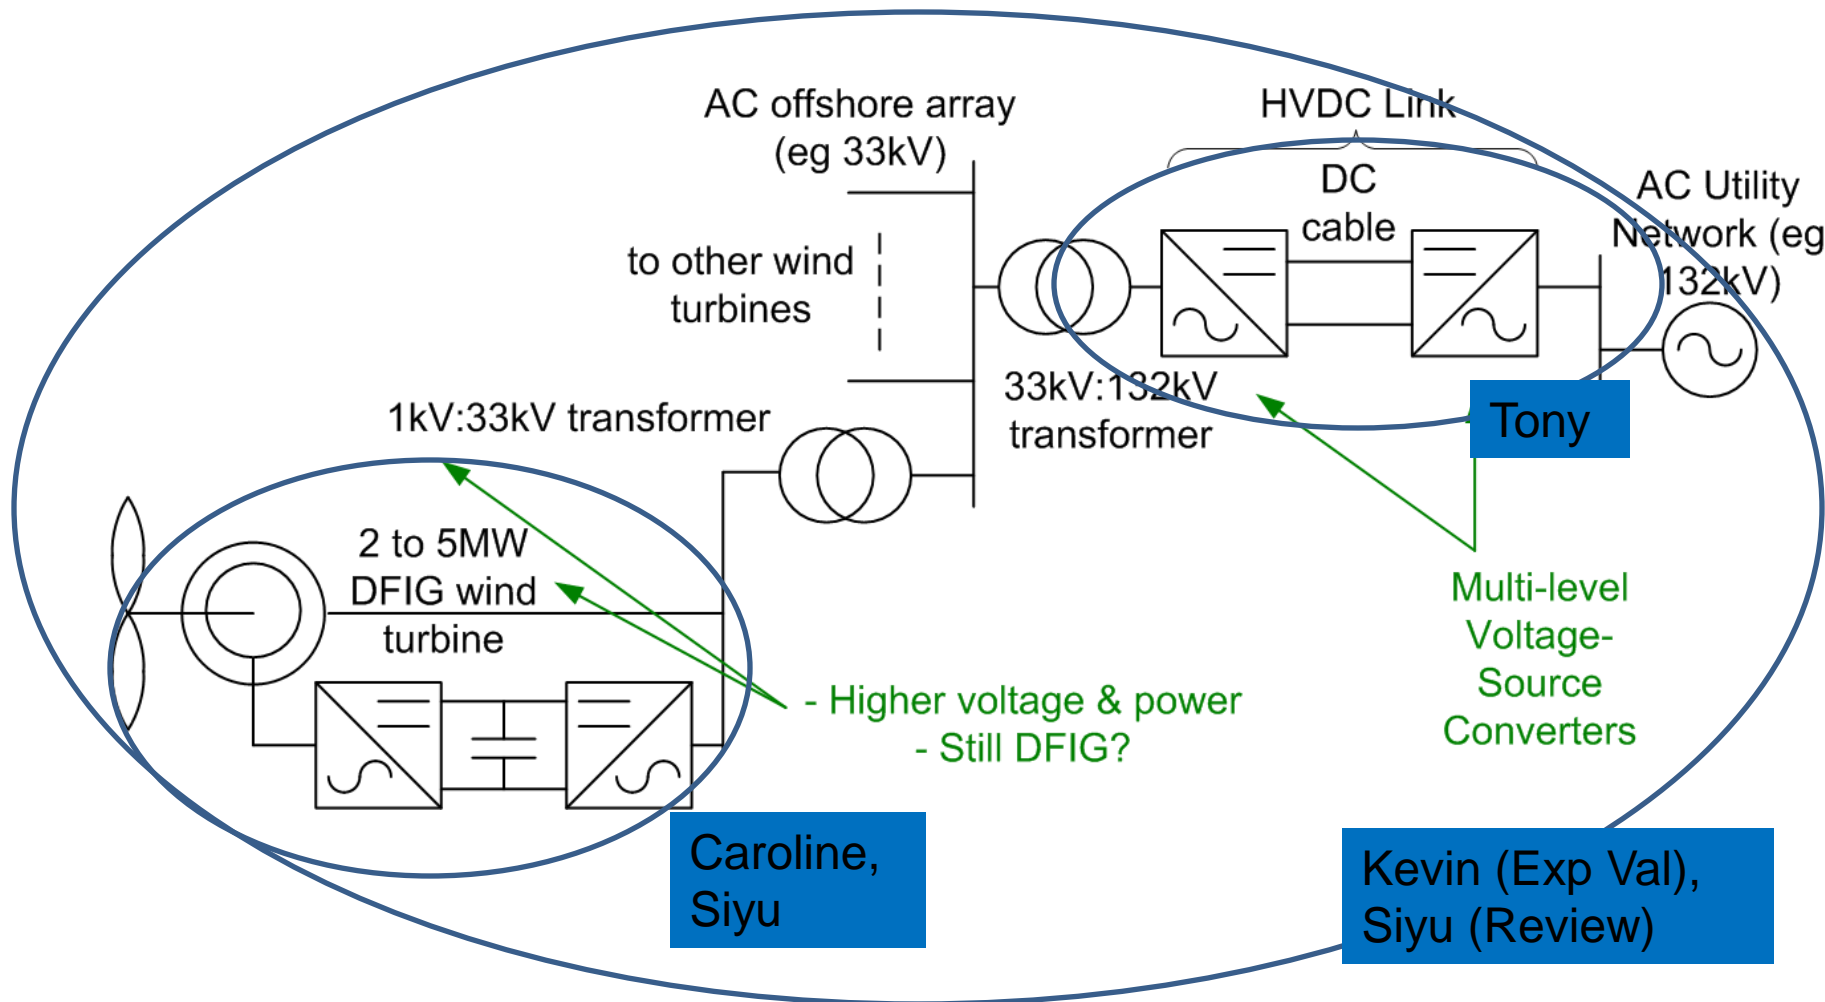 AC offshore array
(eg 33kV)
HVDC Link
DC
cable
AC Utility
Network (eg
132kV)
to other wind
turbines
33kV:132kV
transformer
Tony
1kV:33kV transformer
2 to 5MW
DFIG wind
turbine
Multi-level
Voltage-
Source
Converters
- Higher voltage & power
- Still DFIG?
Caroline,
Siyu
Kevin (Exp Val),
Siyu (Review)